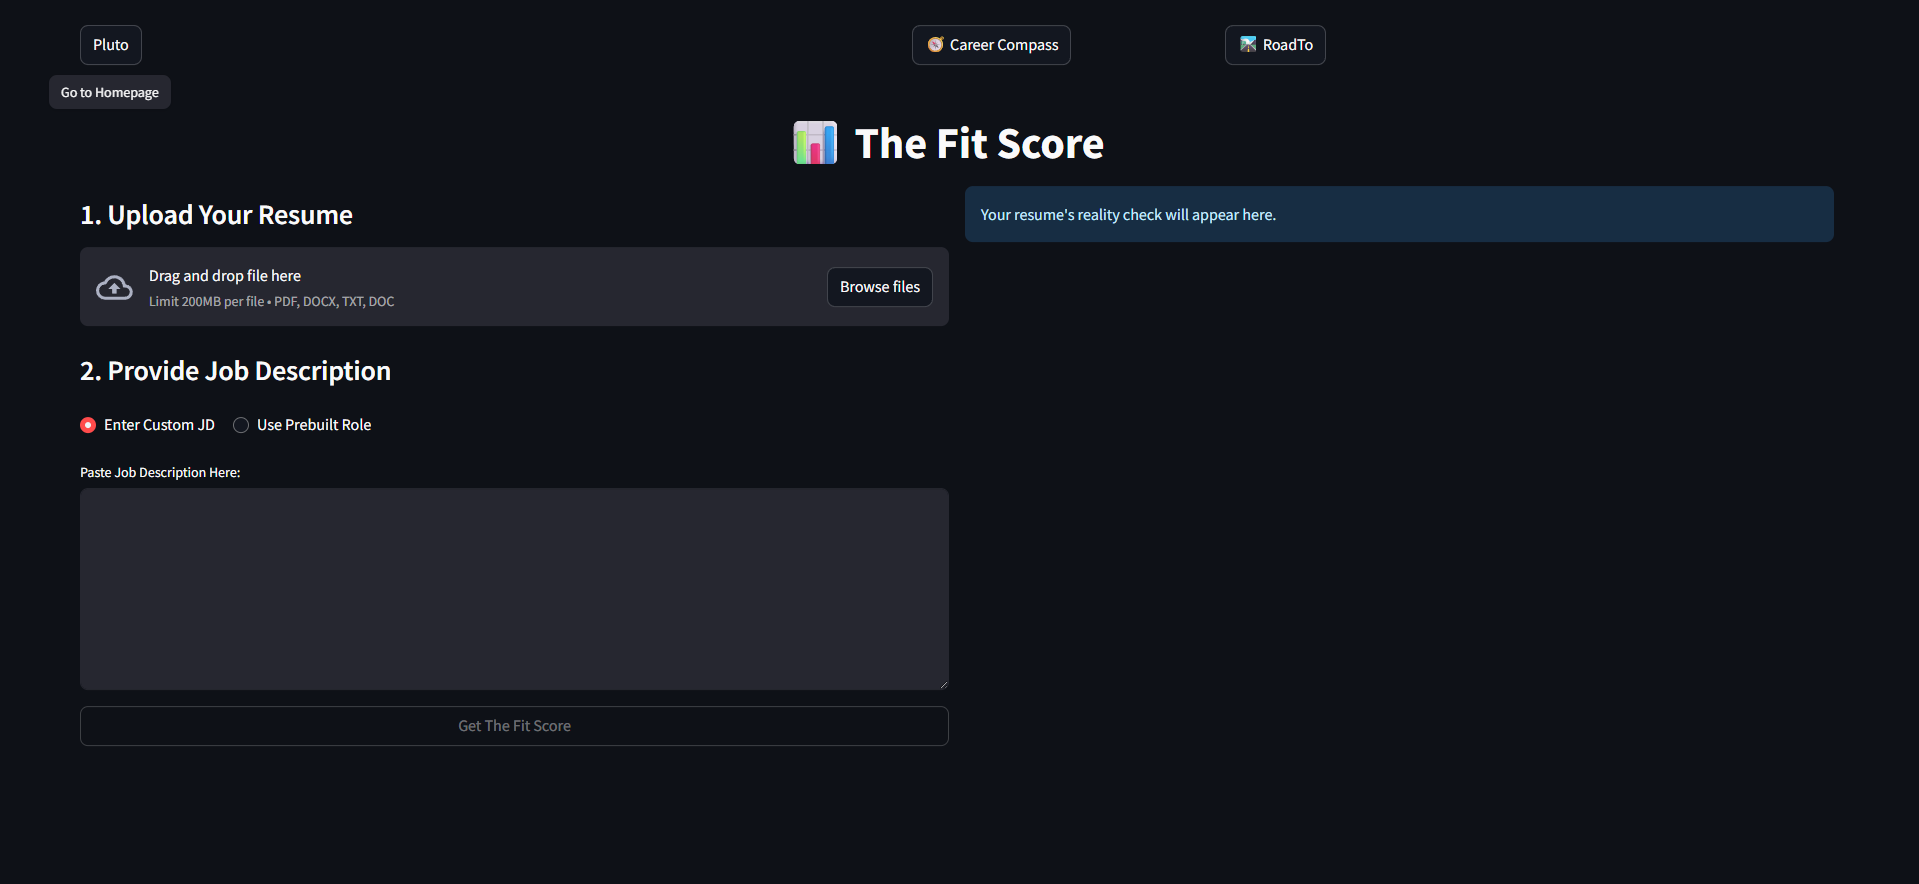 Pluto
Career Compass
RoadTo
Go to Homepage
The Fit Score
1. Upload Your Resume
Drag and drop file here
Limit 200MB per file • PDF, DOCX, TXT, DOC
Browse files
2. Provide Job Description
Enter Custom JD
Use Prebuilt Role
Paste Job Description Here:
Get The Fit Score
Your resume's reality check will appear here.